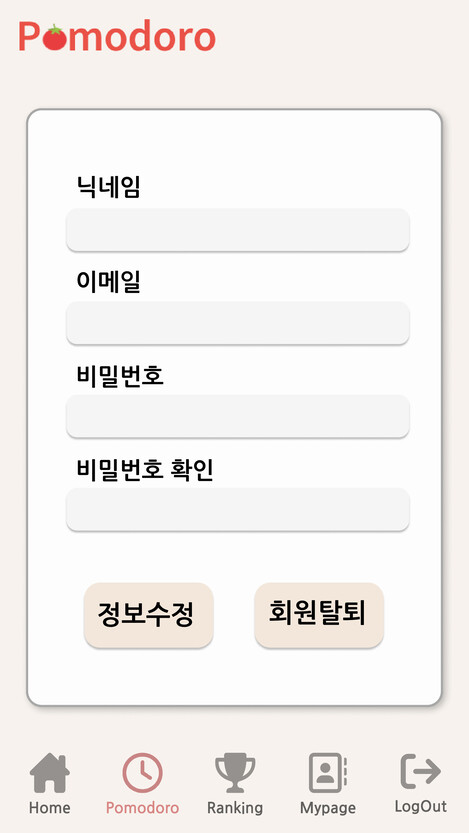 Pomodoro
닉네임
이메일
비밀번호
비밀번호 확인
정보수정
회원탈퇴
Home
Pomodoro
Ranking
Mypage
LogOut